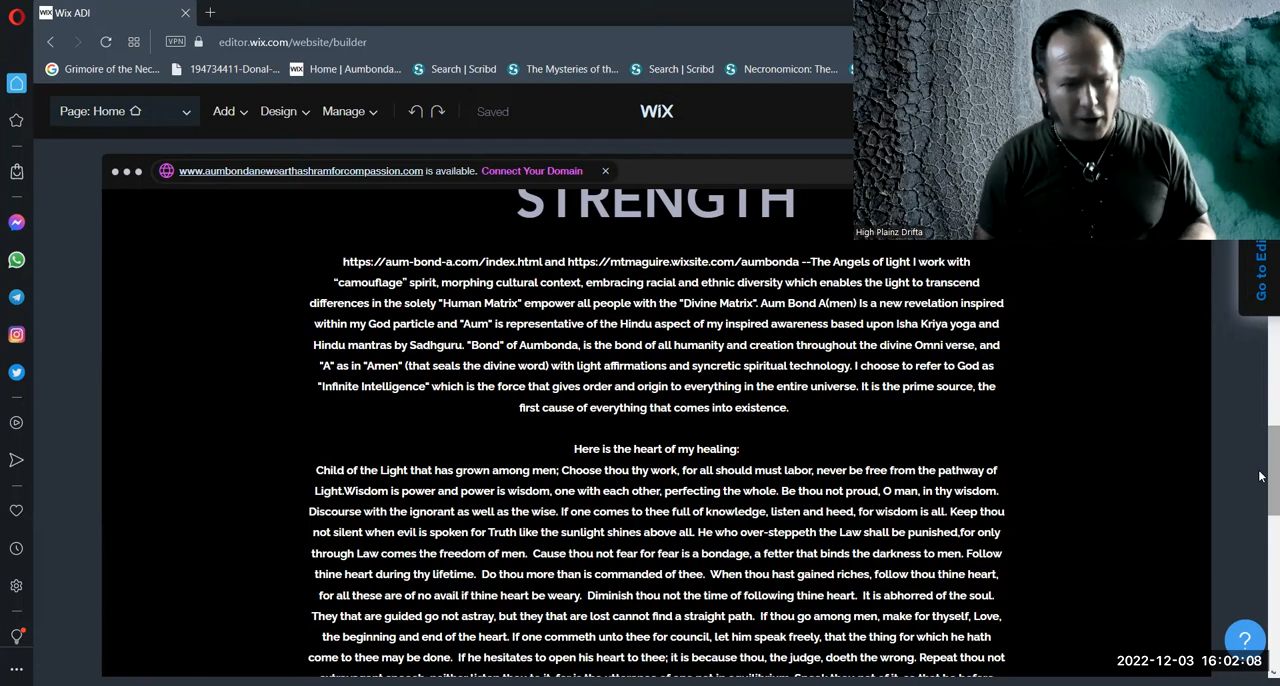 WiX Wix ADI
VPN editor.wix.com/website/builder
Grimoire of the Nec... 194734411-Donal-... WIX Home | Aumbonda... Search | Scribd The Mysteries of th... Search | Scribd Necronomicon: The...
Page: Home Add Design Manage Saved WiX
www.aumbondanewearthashramforcompassion.com is available. Connect Your Domain
STRENGTH
High Plainz Drifta
Go to Edi
https://aum-bond-a.com/index.html and https://mtmaguire.wixsite.com/aumbonda --The Angels of light I work with
“camouflage” spirit, morphing cultural context, embracing racial and ethnic diversity which enables the light to transcend
differences in the solely "Human Matrix" empower all people with the "Divine Matrix". Aum Bond A(men) Is a new revelation inspired
within my God particle and "Aum" is representative of the Hindu aspect of my inspired awareness based upon Isha Kriya yoga and
Hindu mantras by Sadhguru. "Bond" of Aumbonda, is the bond of all humanity and creation throughout the divine Omni verse, and
"A" as in "Amen" (that seals the divine word) with light affirmations and syncretic spiritual technology. I choose to refer to God as
"Infinite Intelligence" which is the force that gives order and origin to everything in the entire universe. It is the prime source, the
first cause of everything that comes into existence.
Here is the heart of my healing:
Child of the Light that has grown among men; Choose thou thy work, for all should must labor, never be free from the pathway of
Light.Wisdom is power and power is wisdom, one with each other, perfecting the whole. Be thou not proud, O man, in thy wisdom.
Discourse with the ignorant as well as the wise. If one comes to thee full of knowledge, listen and heed, for wisdom is all. Keep thou
not silent when evil is spoken for Truth like the sunlight shines above all. He who over-steppeth the Law shall be punished,for only
through Law comes the freedom of men. Cause thou not fear for fear is a bondage, a fetter that binds the darkness to men. Follow
thine heart during thy lifetime. Do thou more than is commanded of thee. When thou hast gained riches, follow thou thine heart,
for all these are of no avail if thine heart be weary. Diminish thou not the time of following thine heart. It is abhorred of the soul.
They that are guided go not astray, but they that are lost cannot find a straight path. If thou go among men, make for thyself, Love,
the beginning and end of the heart. If one commeth unto thee for council, let him speak freely, that the thing for which he hath
come to thee may be done. If he hesitates to open his heart to thee; it is because thou, the judge, doeth the wrong. Repeat thou not
2022-12-03 16:02:08